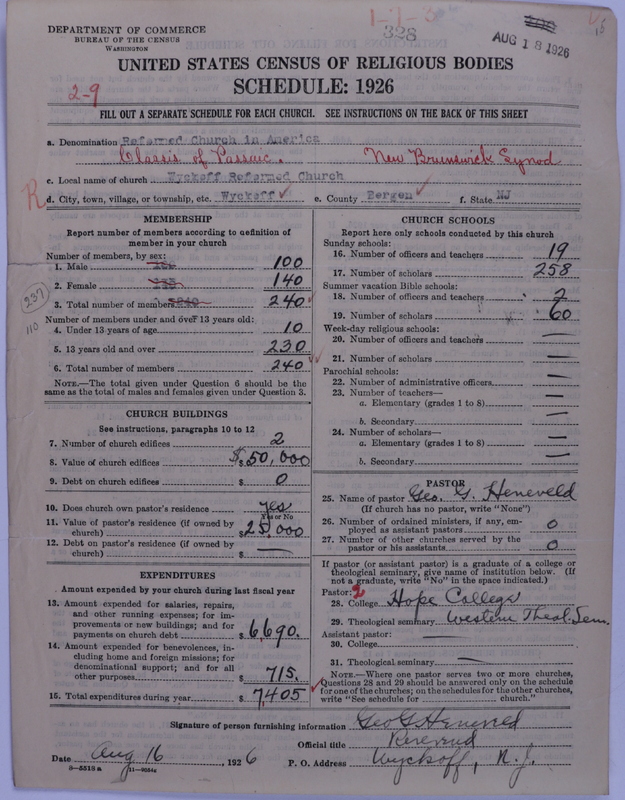 DEPARTMENT OF COMMERCE
BUREAU OF THE CENSUS
WASHINGTON
1-7-3
328
AUG 18 1926
15
UNITED STATES CENSUS OF RELIGIOUS BODIES
SCHEDULE: 1926
2-9
FILL OUT A SEPARATE SCHEDULE FOR EACH CHURCH. SEE INSTRUCTIONS ON THE BACK OF THIS SHEET
a. Denomination Reformed Church in America
Classis of Passaic. New Brunswick Synod
c. Local name of church Wyckoff Reformed Church
R
d. City, town, village, or township, etc. Wyckoff e. County Bergen f. State NJ
MEMBERSHIP
Report number of members according to definition of
member in your church
Number of members, by sex:
1. Male 100
2. Female 140
3. Total number of members 240
237
110
Number of members under and over 13 years old:
4. Under 13 years of age 10
5. 13 years old and over 230
6. Total number of members 240
NOTE.—The total given under Question 6 should be the
same as the total of males and females given under Question 3.
CHURCH BUILDINGS
See instructions, paragraphs 10 to 12
7. Number of church edifices 2
8. Value of church edifices $50,000
9. Debt on church edifices $ 0
10. Does church own pastor's residence yes
Yes or No
11. Value of pastor's residence (if owned by
church) $25,000
12. Debt on pastor's residence (if owned by
church) $ —
EXPENDITURES
Amount expended by your church during last fiscal year
13. Amount expended for salaries, repairs,
and other running expenses; for im-
provements or new buildings; and for
payments on church debt $6690.
14. Amount expended for benevolences, in-
cluding home and foreign missions; for
denominational support; and for all
other purposes $ 715.
15. Total expenditures during year $7,405
CHURCH SCHOOLS
Report here only schools conducted by this church
Sunday schools:
16. Number of officers and teachers 19
17. Number of scholars 258
Summer vacation Bible schools:
18. Number of officers and teachers 7
19. Number of scholars 60
Week-day religious schools:
20. Number of officers and teachers —
21. Number of scholars —
Parochial schools:
22. Number of administrative officers —
23. Number of teachers—
a. Elementary (grades 1 to 8) —
b. Secondary —
24. Number of scholars—
a. Elementary (grades 1 to 8) —
b. Secondary —
PASTOR
25. Name of pastor Geo. G. Heneveld
(If church has no pastor, write "None")
26. Number of ordained ministers, if any, em-
ployed as assistant pastors 0
27. Number of other churches served by the
pastor or his assistants 0
If pastor (or assistant pastor) is a graduate of a college or
theological seminary, give name of institution below. (If
not a graduate, write "No" in the space indicated.)
Pastor: 2
28. College Hope College
29. Theological seminary Western Theol. Sem.
Assistant pastor:
30. College —
31. Theological seminary —
NOTE.—Where one pastor serves two or more churches,
Questions 28 and 29 should be answered only on the schedule
for one of the churches; on the schedules for the other churches,
write "See schedule for church."
Signature of person furnishing information Geo G Heneveld
Official title Reverend
Date Aug 16, 1926 P. O. Address Wyckoff, N.J.
8-5518a 11-9064c